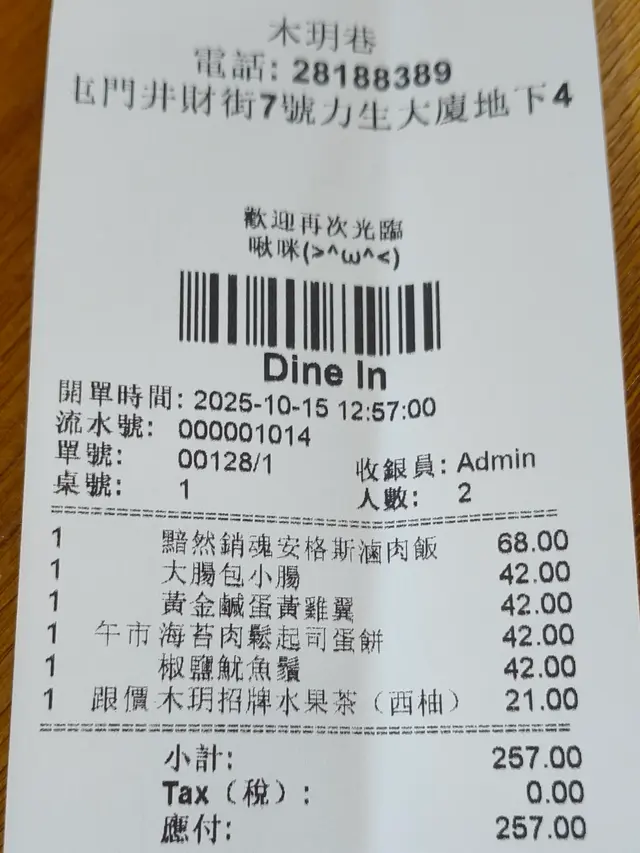 木玥巷
電話: 28188389
屯門井財街7號力生大廈地下4
歡迎再次光臨
啾咪(>^ω^<)
Dine In
開單時間: 2025-10-15 12:57:00
流水號: 000001014
單號: 00128/1 收銀員: Admin
桌號: 1 人數: 2
1 黯然銷魂安格斯滷肉飯 68.00
1 大腸包小腸 42.00
1 黃金鹹蛋黃雞翼 42.00
1 午市 海苔肉鬆起司蛋餅 42.00
1 椒鹽魷魚鬚 42.00
1 跟價 木玥招牌水果茶（西柚） 21.00
小計: 257.00
Tax（稅）: 0.00
應付: 257.00